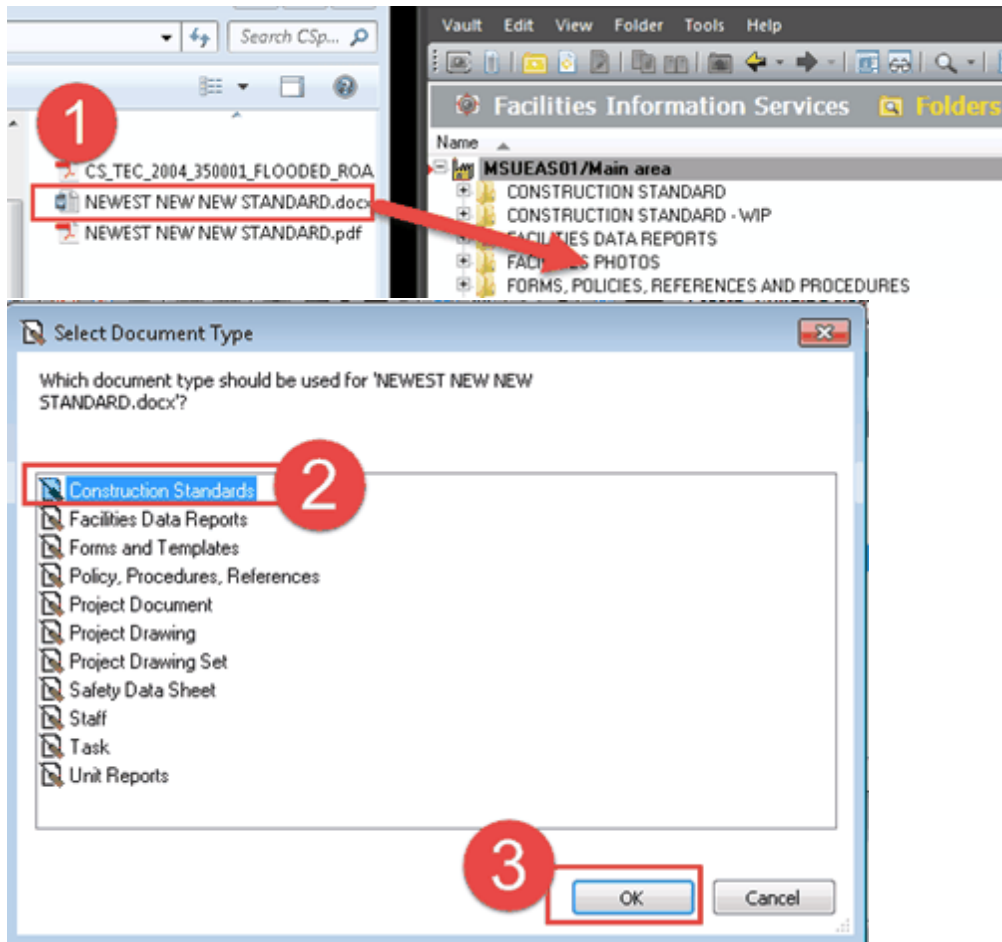 Search CSp...
1
CS_TEC_2004_350001_FLOODED_ROA
NEWEST NEW NEW STANDARD.docx
NEWEST NEW NEW STANDARD.pdf
Vault Edit View Folder Tools Help
Facilities Information Services Folders
Name
MSUEAS01/Main area
CONSTRUCTION STANDARD
CONSTRUCTION STANDARD - WIP
FACILITIES DATA REPORTS
FACILITIES PHOTOS
FORMS, POLICIES, REFERENCES AND PROCEDURES
Select Document Type
Which document type should be used for 'NEWEST NEW NEW
STANDARD.docx'?
2
Construction Standards
Facilities Data Reports
Forms and Templates
Policy, Procedures, References
Project Document
Project Drawing
Project Drawing Set
Safety Data Sheet
Staff
Task
Unit Reports
3
OK Cancel